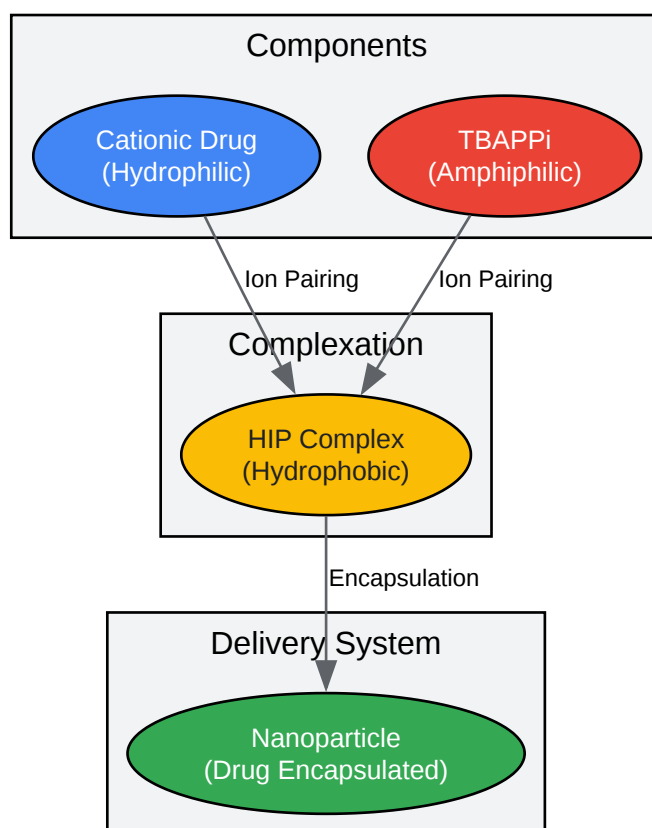 Components
Cationic Drug
(Hydrophilic)
TBAPPi
(Amphiphilic)
Ion Pairing
Ion Pairing
Complexation
HIP Complex
(Hydrophobic)
Encapsulation
Delivery System
Nanoparticle
(Drug Encapsulated)